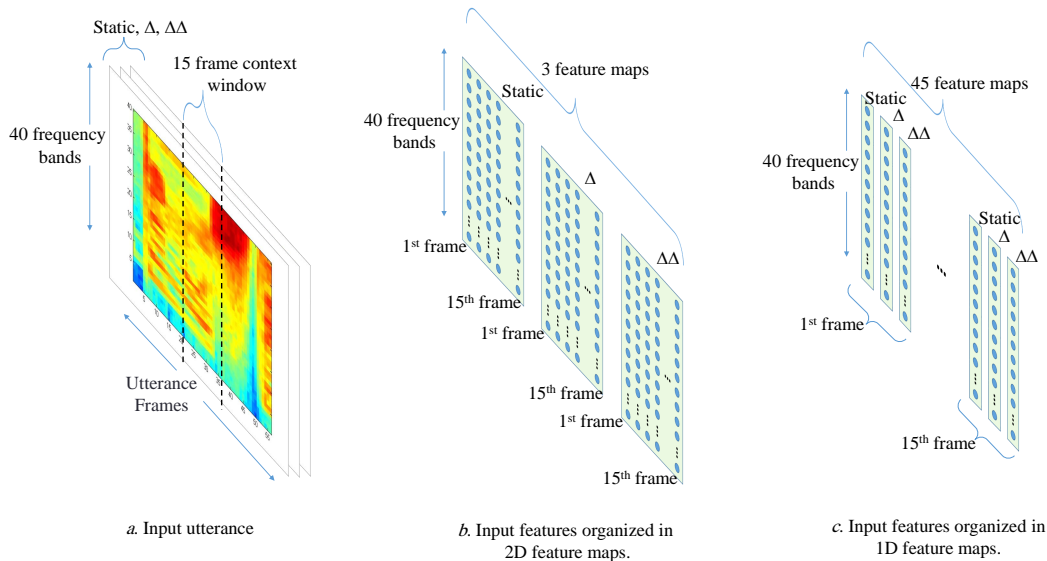 Static, Δ, ΔΔ
15 frame context
window
40 frequency
bands
Utterance
Frames
a. Input utterance
3 feature maps
Static
40 frequency
bands
Δ
ΔΔ
1st frame
15th frame
1st frame
15th frame
1st frame
15th frame
b. Input features organized in
2D feature maps.
45 feature maps
Static
Δ
ΔΔ
40 frequency
bands
Static
Δ
ΔΔ
1st frame
15th frame
c. Input features organized in
1D feature maps.